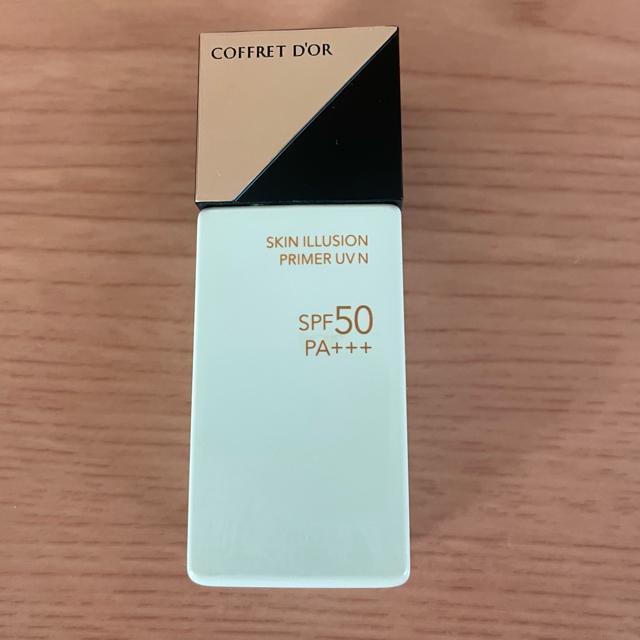 COFFRET D'OR
SKIN ILLUSION
PRIMER UV N
SPF50
PA+++